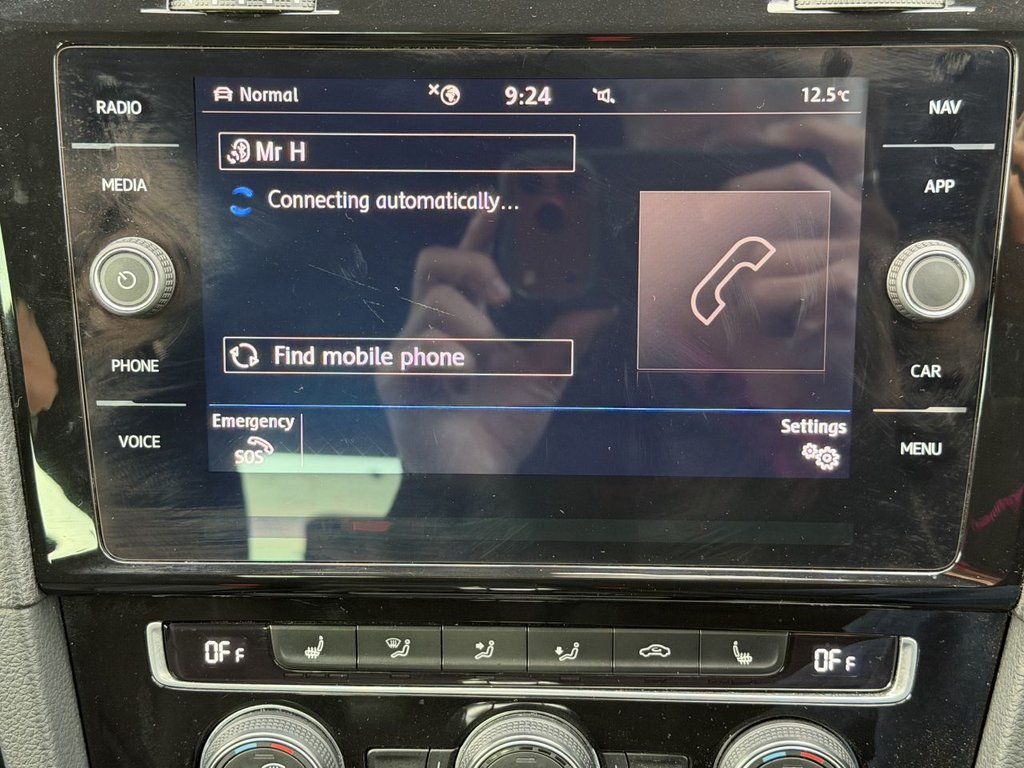 Normal 9:24 12.5°C
RADIO NAV
Mr H
MEDIA APP
Connecting automatically...
Find mobile phone
PHONE CAR
Emergency Settings
SOS
VOICE MENU
OFF OFF